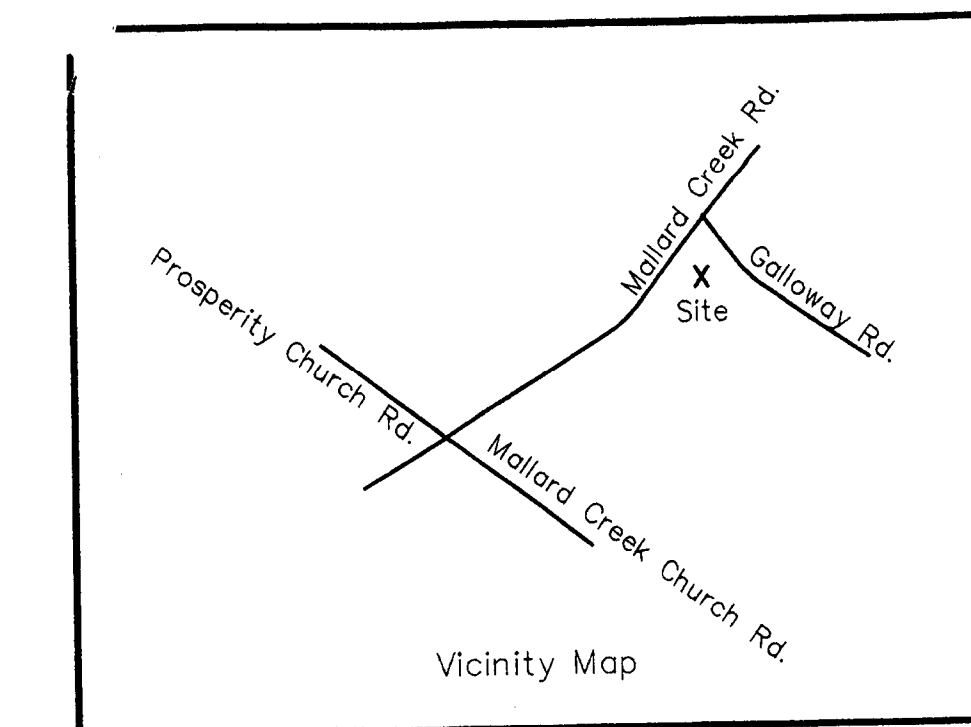 Mallard Creek Rd.
Galloway Rd.
Site
Prosperity Church Rd.
Mallard Creek Church Rd.
Vicinity Map